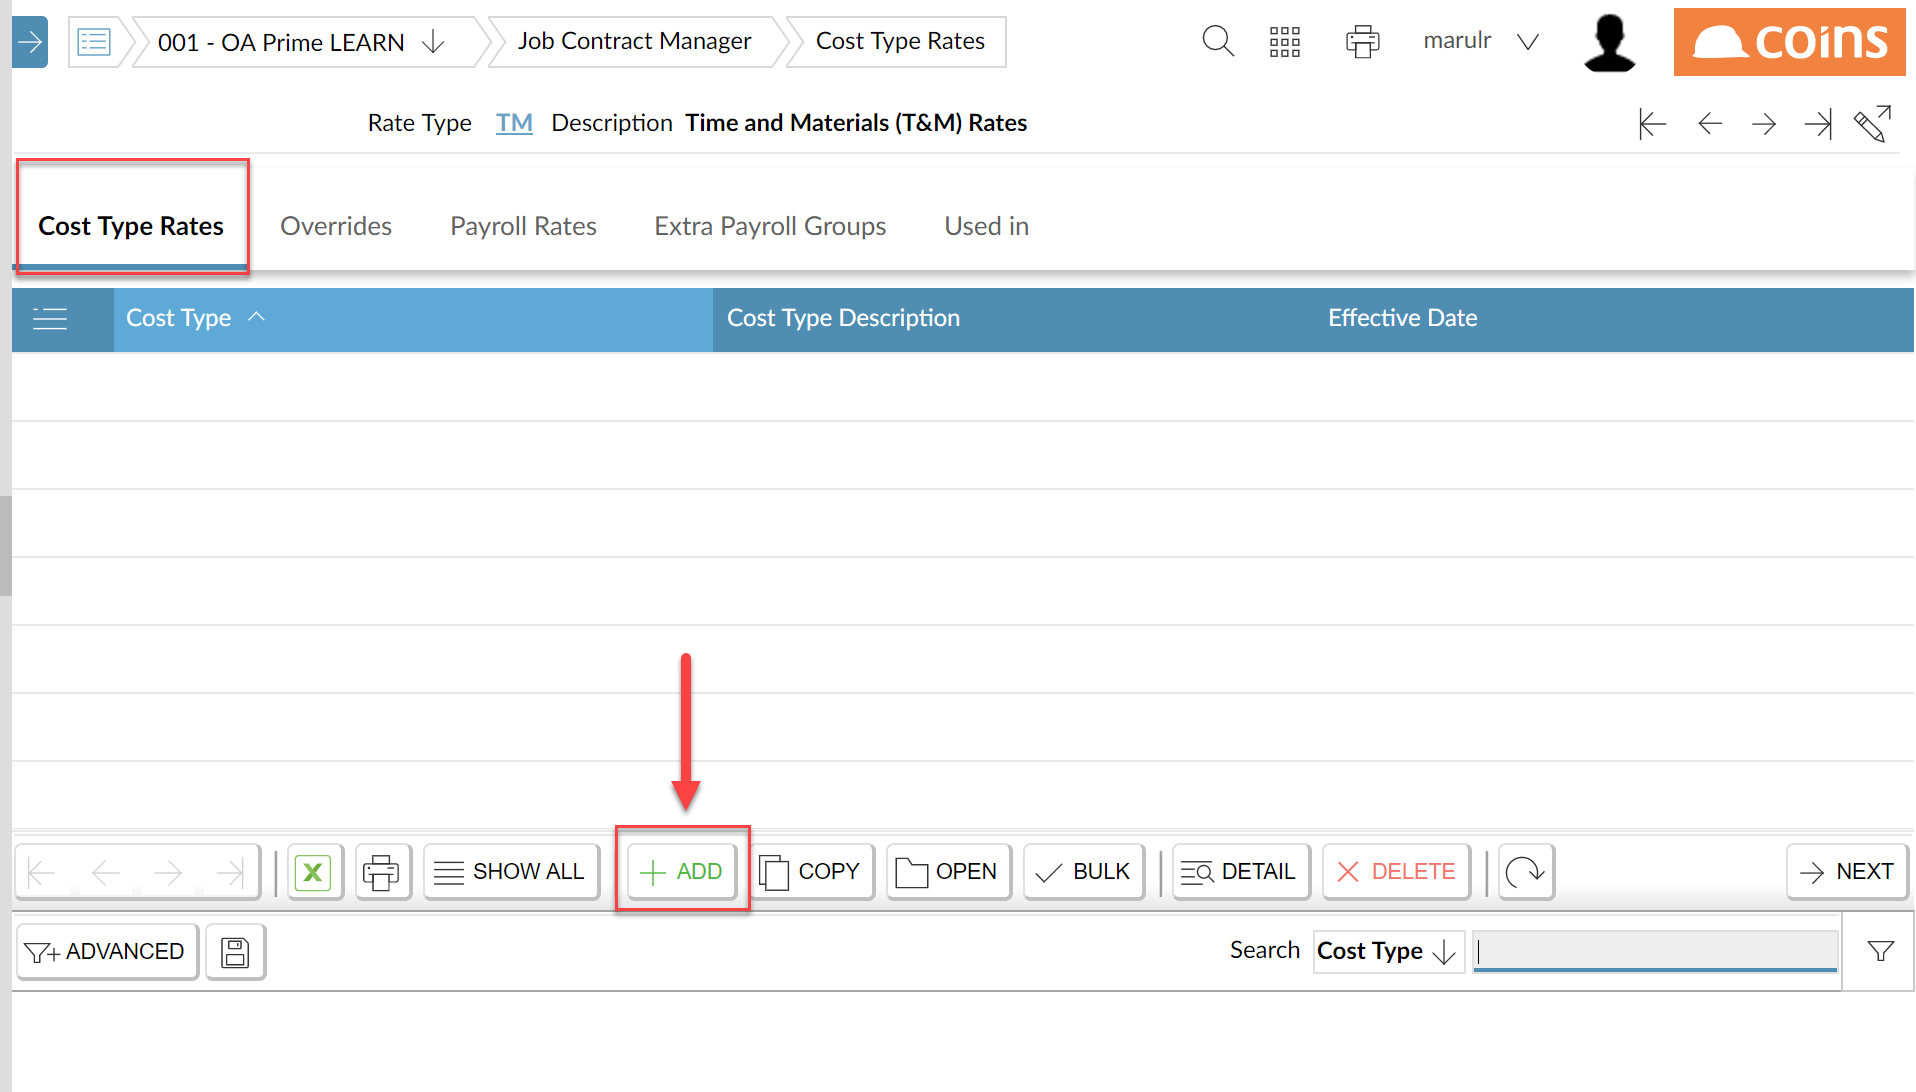 001 - OA Prime LEARN
Job Contract Manager
Cost Type Rates
marulr
coins
Rate Type TM Description Time and Materials (T&M) Rates
Cost Type Rates
Overrides
Payroll Rates
Extra Payroll Groups
Used in
Cost Type
Cost Type Description
Effective Date
X
SHOW ALL
ADD
COPY
OPEN
BULK
DETAIL
DELETE
NEXT
ADVANCED
Search Cost Type